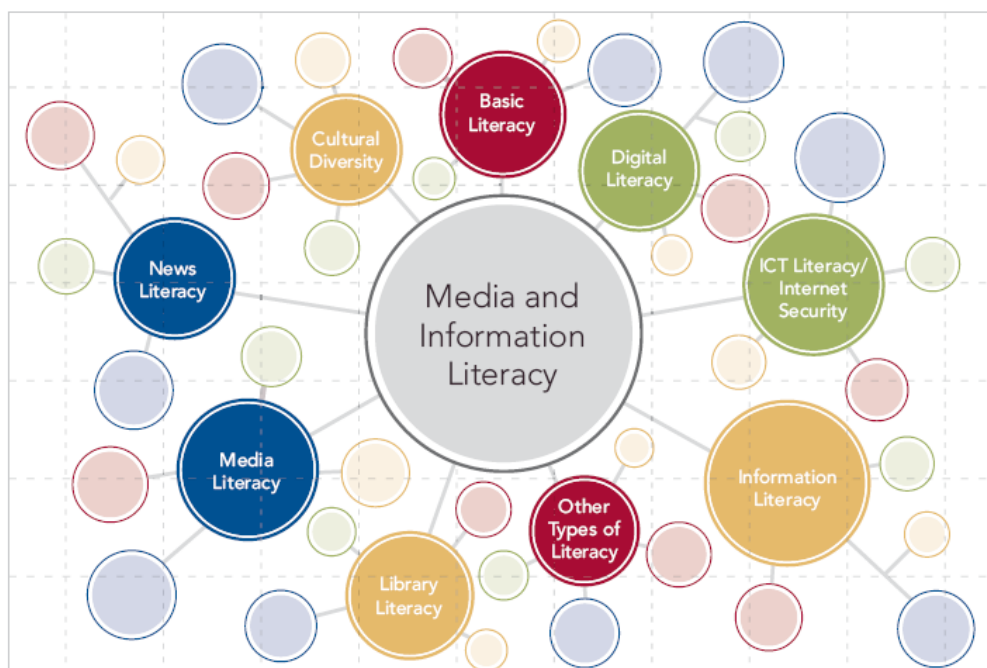 Basic
Literacy
Cultural
Diversity
Digital
Literacy
News
Literacy
ICT Literacy/
Internet
Security
Media and
Information
Literacy
Media
Literacy
Information
Literacy
Other
Types of
Literacy
Library
Literacy